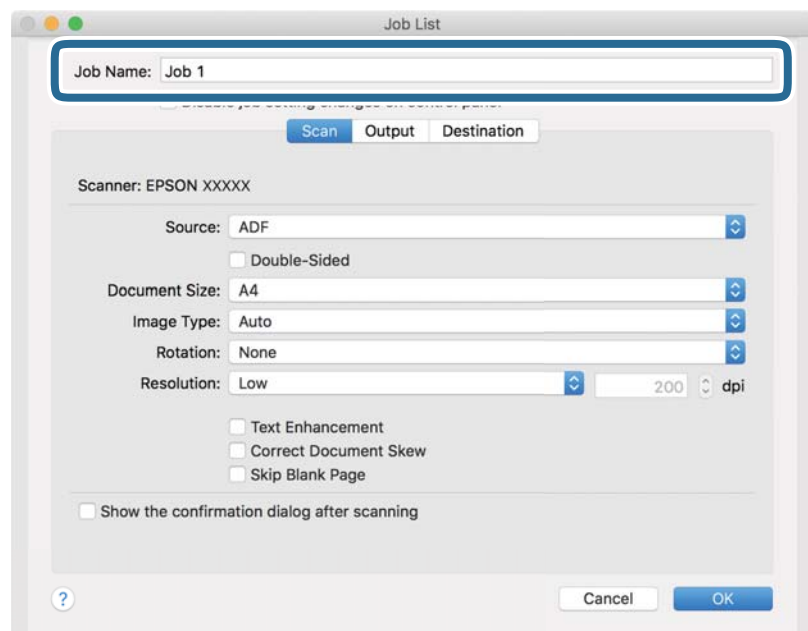 Job List
Job Name: Job 1
Scan Output Destination
Scanner: EPSON XXXXX
Source: ADF
Double-Sided
Document Size: A4
Image Type: Auto
Rotation: None
Resolution: Low 200 dpi
Text Enhancement
Correct Document Skew
Skip Blank Page
Show the confirmation dialog after scanning
? Cancel OK